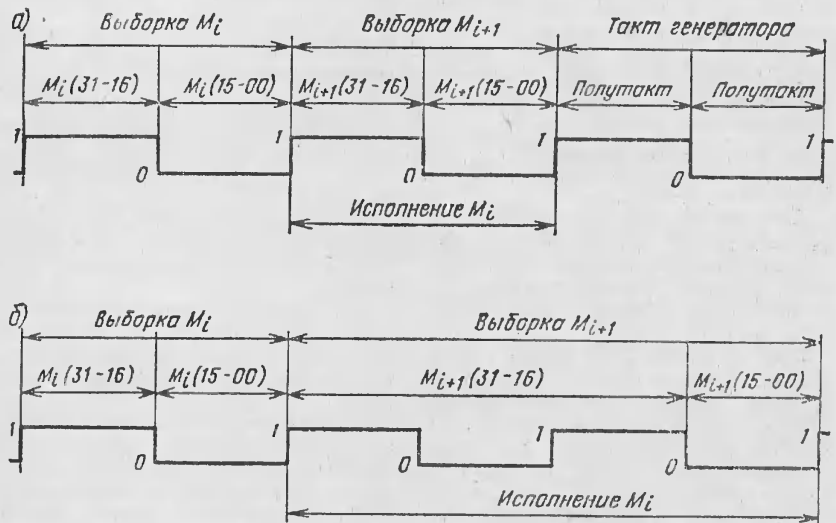 а) Выборка Mi Выборка Mi+1 Такт генератора
Mi(31-16) Mi(15-00) Mi+1(31-16) Mi+1(15-00) Полутакт Полутакт
1 1 1 1
0 0 0
Исполнение Mi
б) Выборка Mi Выборка Mi+1
Mi(31-16) Mi(15-00) Mi+1(31-16) Mi+1(15-00)
1 1 1 1
0 0 0
Исполнение Mi